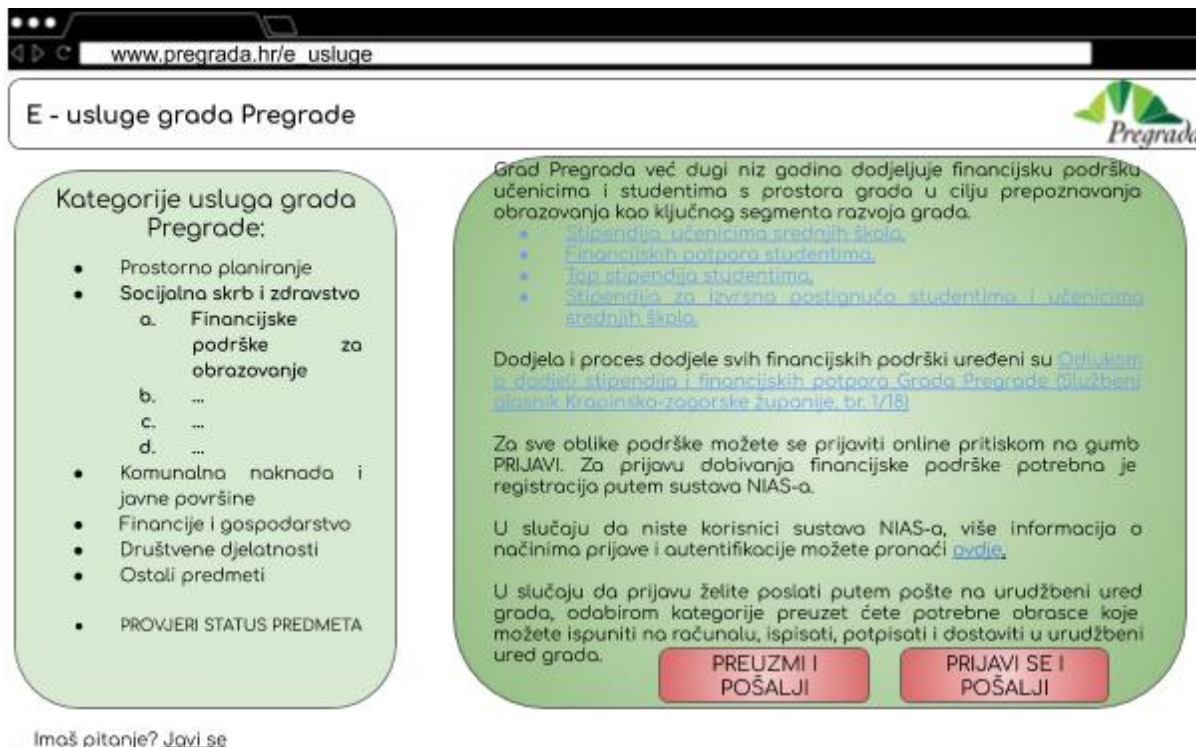 www.pregrada.hr/e usluge
E - usluge grada Pregrade
Pregrada
Kategorije usluga grada
Pregrade:
● Prostorno planiranje
● Socijalna skrb i zdravstvo
a. Financijske
podrške za
obrazovanje
b. ...
c. ...
d. ...
● Komunalna naknada i
javne površine
● Financije i gospodarstvo
● Društvene djelatnosti
● Ostali predmeti
● PROVJERI STATUS PREDMETA
Grad Pregrada već dugi niz godina dodjeljuje financijsku podršku
učenicima i studentima s prostora grada u cilju prepoznavanja
obrazovanja kao ključnog segmenta razvoja grada.
● Stipendija učenicima srednjih škola,
● Financijskih potpora studentima,
● Top stipendija studentima,
● Stipendija za izvrsna postignuća studentima i učenicima
srednjih škola.
Dodjela i proces dodjele svih financijskih podrški uređeni su Odlukom
o dodjeli stipendija i financijskih potpora Grada Pregrade (Službeni
glasnik Krapinsko-zagorske županije, br. 1/18)
Za sve oblike podrške možete se prijaviti online pritiskom na gumb
PRIJAVI. Za prijavu dobivanja financijske podrške potrebna je
registracija putem sustava NIAS-a.
U slučaju da niste korisnici sustava NIAS-a, više informacija o
načinima prijave i autentifikacije možete pronaći ovdje.
U slučaju da prijavu želite poslati putem pošte na urudžbeni ured
grada, odabirom kategorije preuzet ćete potrebne obrasce koje
možete ispuniti na računalu, ispisati, potpisati i dostaviti u urudžbeni
ured grada.
PREUZMI I
POŠALJI
PRIJAVI SE I
POŠALJI
Imaš pitanje? Javi se